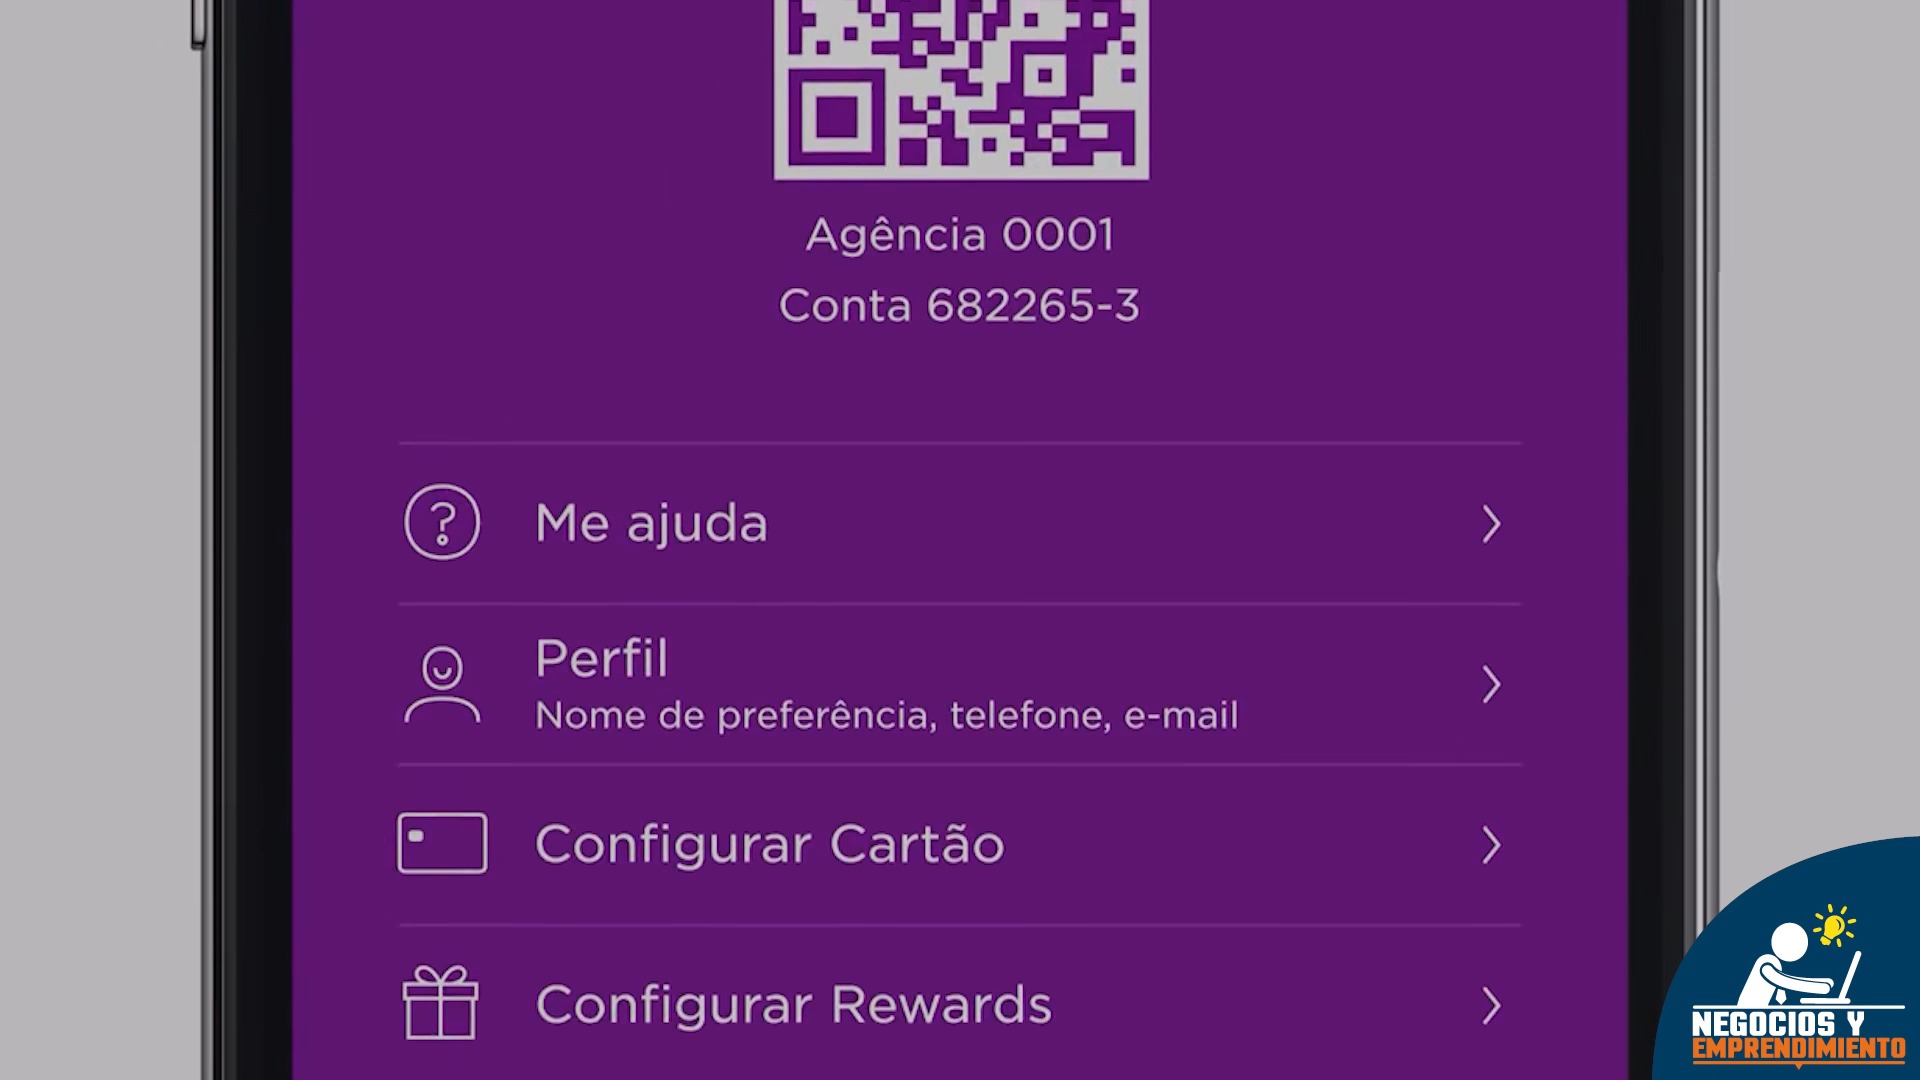 Agência 0001
Conta 682265-3
Me ajuda
Perfil
Nome de preferência, telefone, e-mail
Configurar Cartão
Configurar Rewards
NEGOCIOS Y
EMPRENDIMIENTO